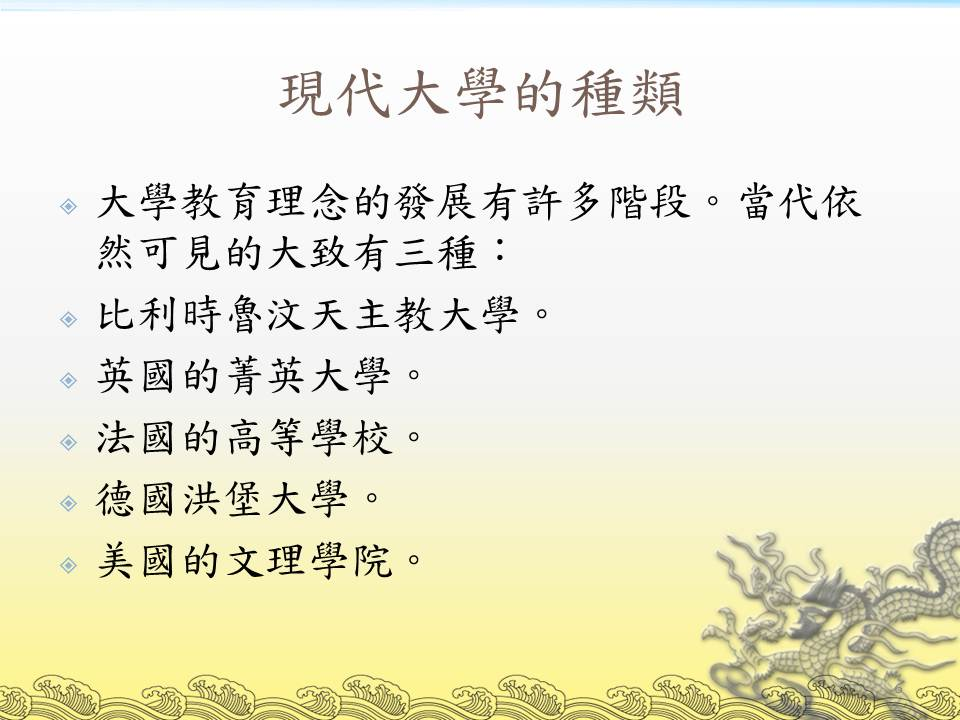 現代大學的種類
大學教育理念的發展有許多階段。當代依
然可見的大致有三種：
比利時魯汶天主教大學。
英國的菁英大學。
法國的高等學校。
德國洪堡大學。
美國的文理學院。